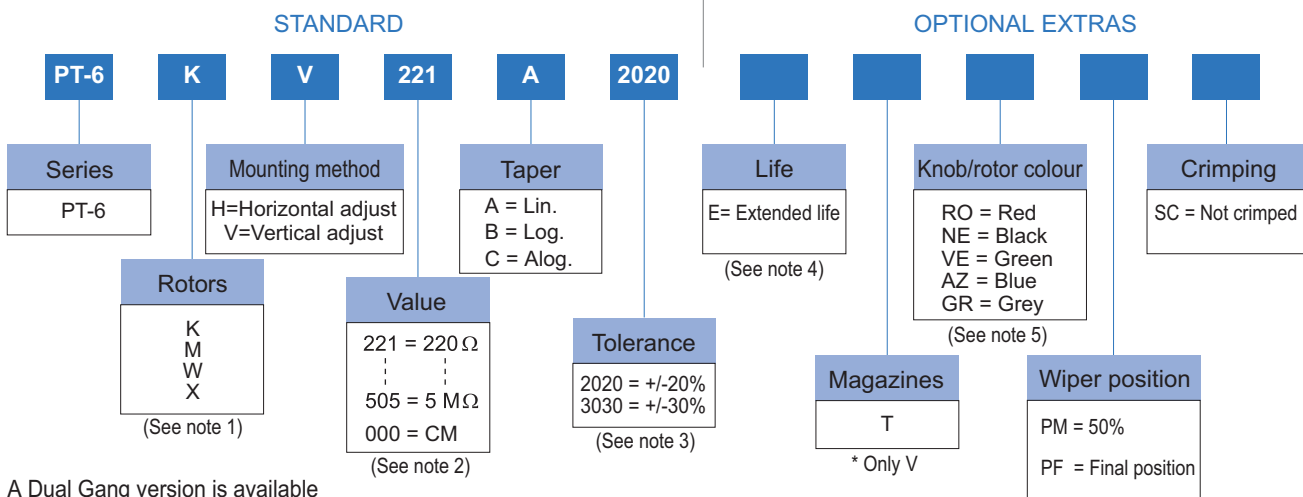 STANDARD
OPTIONAL EXTRAS
PT-6 K V 221 A 2020
Series
PT-6
Mounting method
H=Horizontal adjust
V=Vertical adjust
Taper
A = Lin.
B = Log.
C = Alog.
Life
E= Extended life
(See note 4)
Knob/rotor colour
RO = Red
NE = Black
VE = Green
AZ = Blue
GR = Grey
(See note 5)
Crimping
SC = Not crimped
Rotors
K
M
W
X
(See note 1)
Value
221 = 220 Ω
505 = 5 MΩ
000 = CM
(See note 2)
Tolerance
2020 = +/-20%
3030 = +/-30%
(See note 3)
Magazines
T
* Only V
Wiper position
PM = 50%
PF = Final position
A Dual Gang version is available